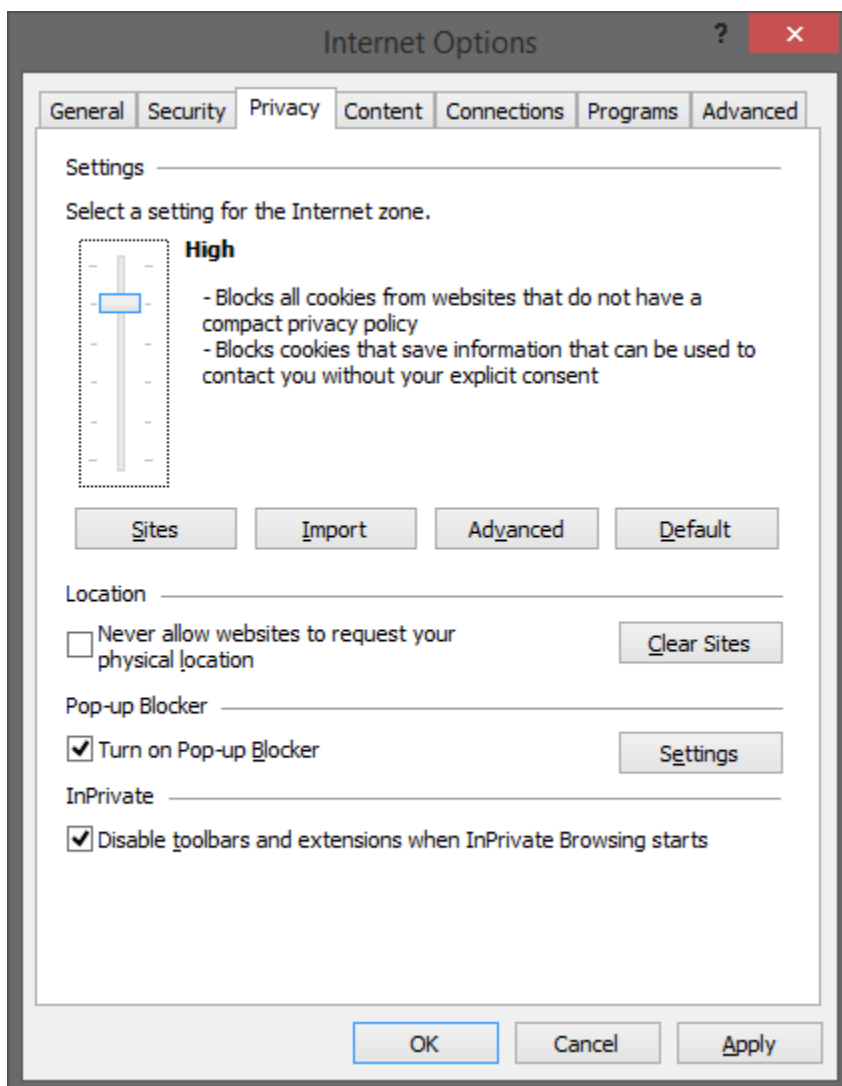 Internet Options
?
×
General Security Privacy Content Connections Programs Advanced
Settings
Select a setting for the Internet zone.
High
- Blocks all cookies from websites that do not have a
compact privacy policy
- Blocks cookies that save information that can be used to
contact you without your explicit consent
Sites Import Advanced Default
Location
Never allow websites to request your
physical location
Clear Sites
Pop-up Blocker
Turn on Pop-up Blocker
Settings
InPrivate
Disable toolbars and extensions when InPrivate Browsing starts
OK Cancel Apply